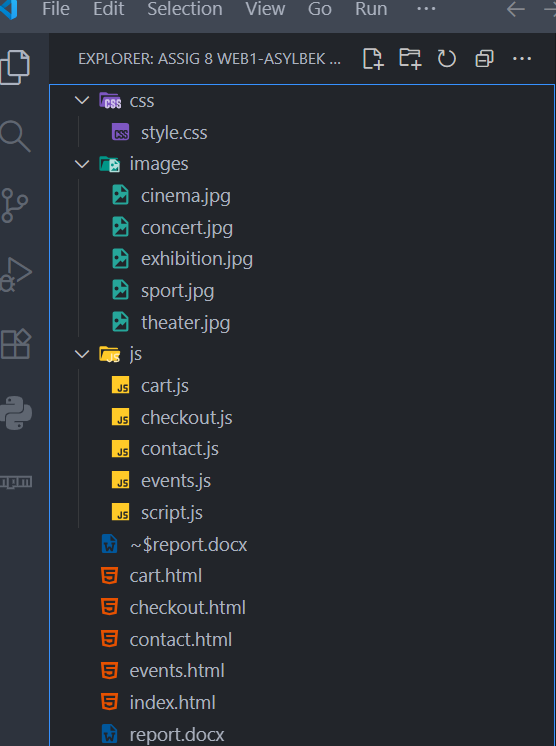 File Edit Selection View Go Run ...
EXPLORER: ASSIG 8 WEB1-ASYLBEK ...
css
style.css
images
cinema.jpg
concert.jpg
exhibition.jpg
sport.jpg
theater.jpg
js
cart.js
checkout.js
contact.js
events.js
script.js
~$report.docx
cart.html
checkout.html
contact.html
events.html
index.html
report.docx